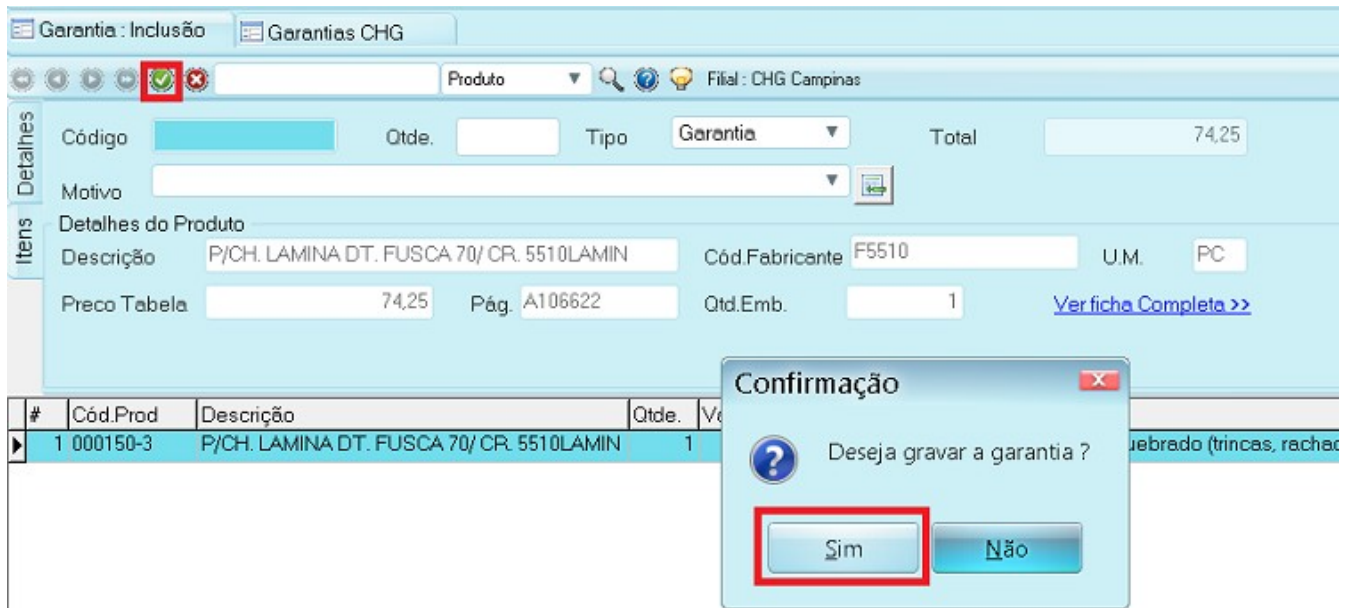 Garantia : Inclusão Garantias CHG
Produto Filial : CHG Campinas
Detalhes
Itens
Código Qtde. Tipo Garantia Total 74,25
Motivo
Detalhes do Produto
Descrição P/CH. LAMINA DT. FUSCA 70/ CR. 5510LAMIN Cód.Fabricante F5510 U.M. PC
Preco Tabela 74,25 Pág. A106622 Qtd.Emb. 1 Ver ficha Completa >>
Confirmação
Deseja gravar a garantia ?
Sim Não
# Cód.Prod Descrição Qtde.
1 000150-3 P/CH. LAMINA DT. FUSCA 70/ CR. 5510LAMIN 1 uebrado (trincas, rachad